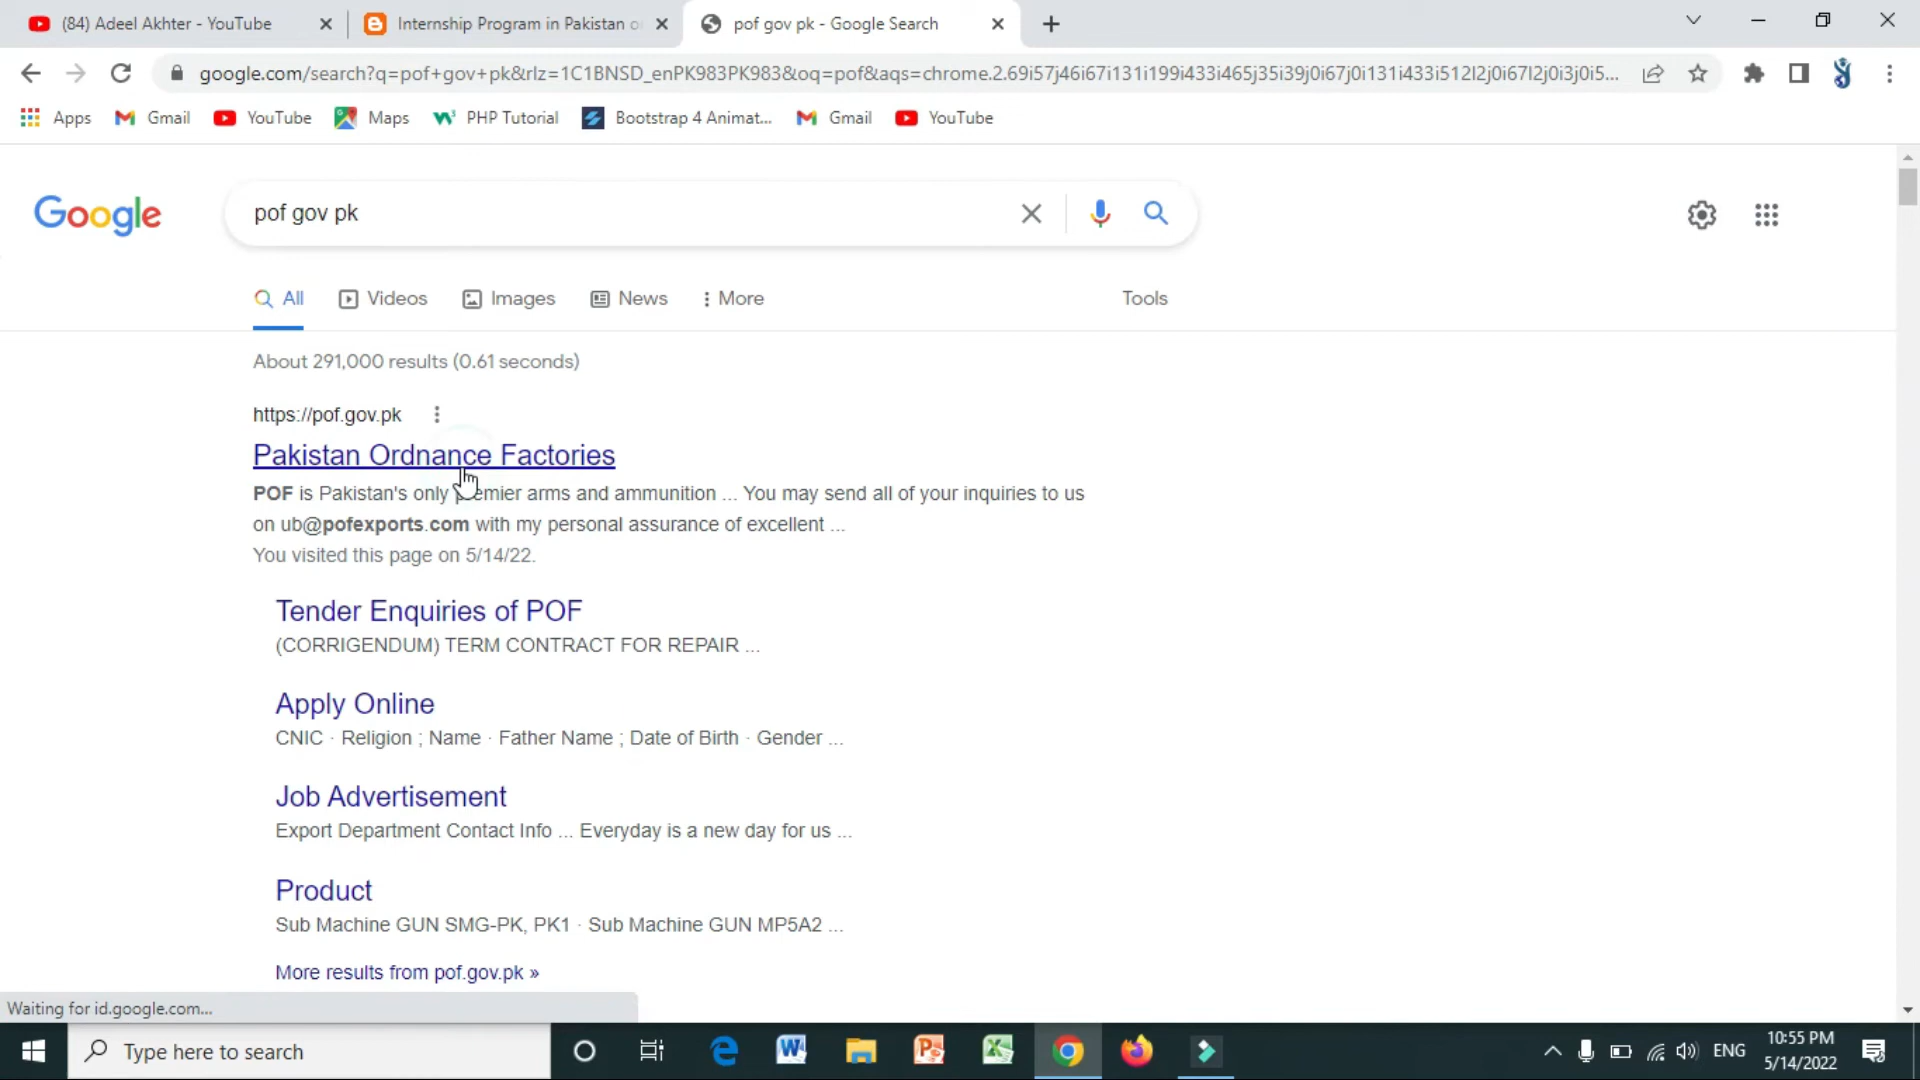 (84) Adeel Akhter - YouTube
Internship Program in Pakistan o
pof gov pk - Google Search
google.com/search?q=pof+gov+pk&rlz=1C1BNSD_enPK983PK983&oq=pof&aqs=chrome.2.69i57j46i67i131i199i433i465j35i39j0i67j0i131i433i512l2j0i67l2j0i3j0i5...
Apps
Gmail
YouTube
Maps
PHP Tutorial
Bootstrap 4 Animat...
Gmail
YouTube
Google
pof gov pk
All
Videos
Images
News
More
Tools
About 291,000 results (0.61 seconds)
https://pof.gov.pk
Pakistan Ordnance Factories
POF is Pakistan's only premier arms and ammunition ... You may send all of your inquiries to us
on ub@pofexports.com with my personal assurance of excellent ...
You visited this page on 5/14/22.
Tender Enquiries of POF
(CORRIGENDUM) TERM CONTRACT FOR REPAIR ...
Apply Online
CNIC · Religion ; Name · Father Name ; Date of Birth · Gender ...
Job Advertisement
Export Department Contact Info ... Everyday is a new day for us ...
Product
Sub Machine GUN SMG-PK, PK1 · Sub Machine GUN MP5A2 ...
More results from pof.gov.pk »
Waiting for id.google.com...
Type here to search
ENG
10:55 PM
5/14/2022